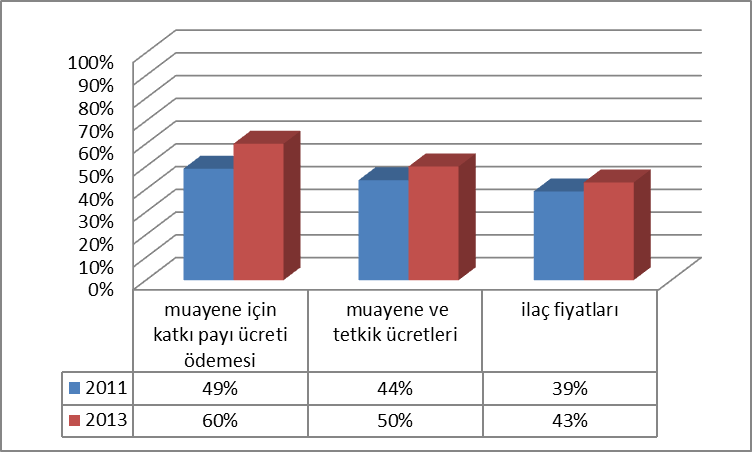 100%
90%
80%
70%
60%
50%
40%
30%
20%
10%
0%
muayene için
katkı payı ücreti
ödemesi
muayene ve
tetkik ücretleri
ilaç fiyatları
2011 49% 44% 39%
2013 60% 50% 43%